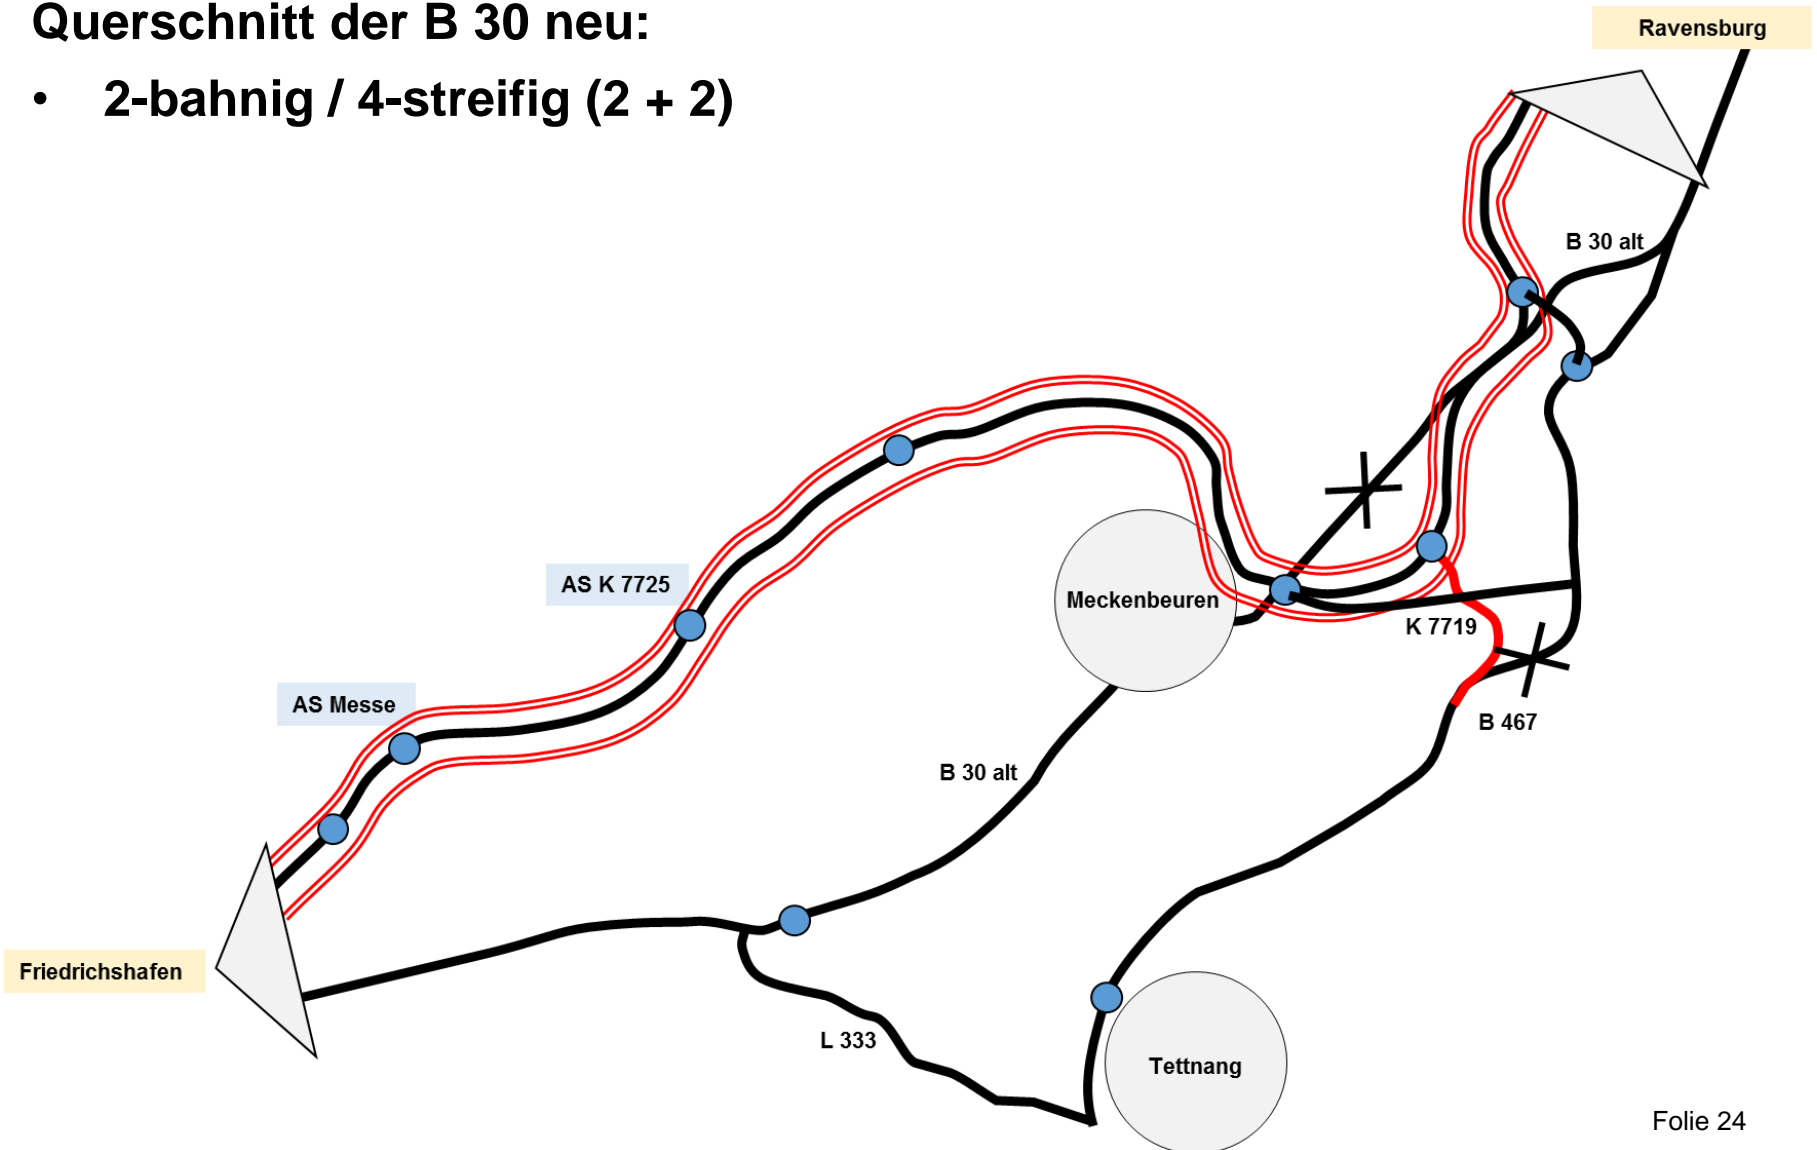 Querschnitt der B 30 neu:
• 2-bahnig / 4-streifig (2 + 2)
Ravensburg
B 30 alt
AS K 7725
Meckenbeuren
K 7719
AS Messe
B 467
B 30 alt
Friedrichshafen
L 333
Tettnang
Folie 24